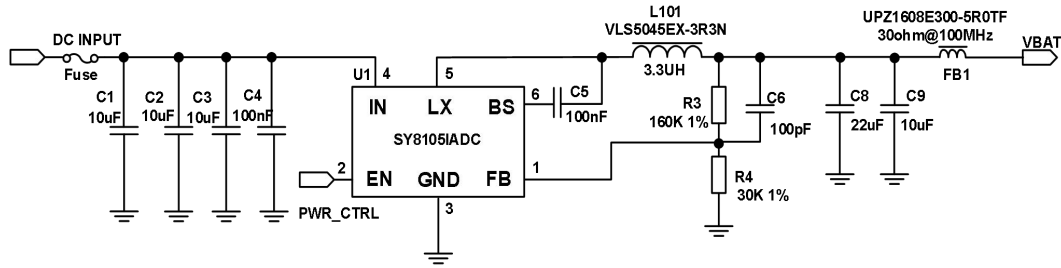 DC INPUT
Fuse
C1
10uF
C2
10uF
C3
10uF
C4
100nF
U1
4
5
IN
LX
BS
6
C5
100nF
SY8105IADC
2
EN
GND
FB
1
3
PWR_CTRL
L101
VLS5045EX-3R3N
3.3UH
R3
160K 1%
C6
100pF
R4
30K 1%
C8
22uF
C9
10uF
UPZ1608E300-5R0TF
30ohm@100MHz
FB1
VBAT